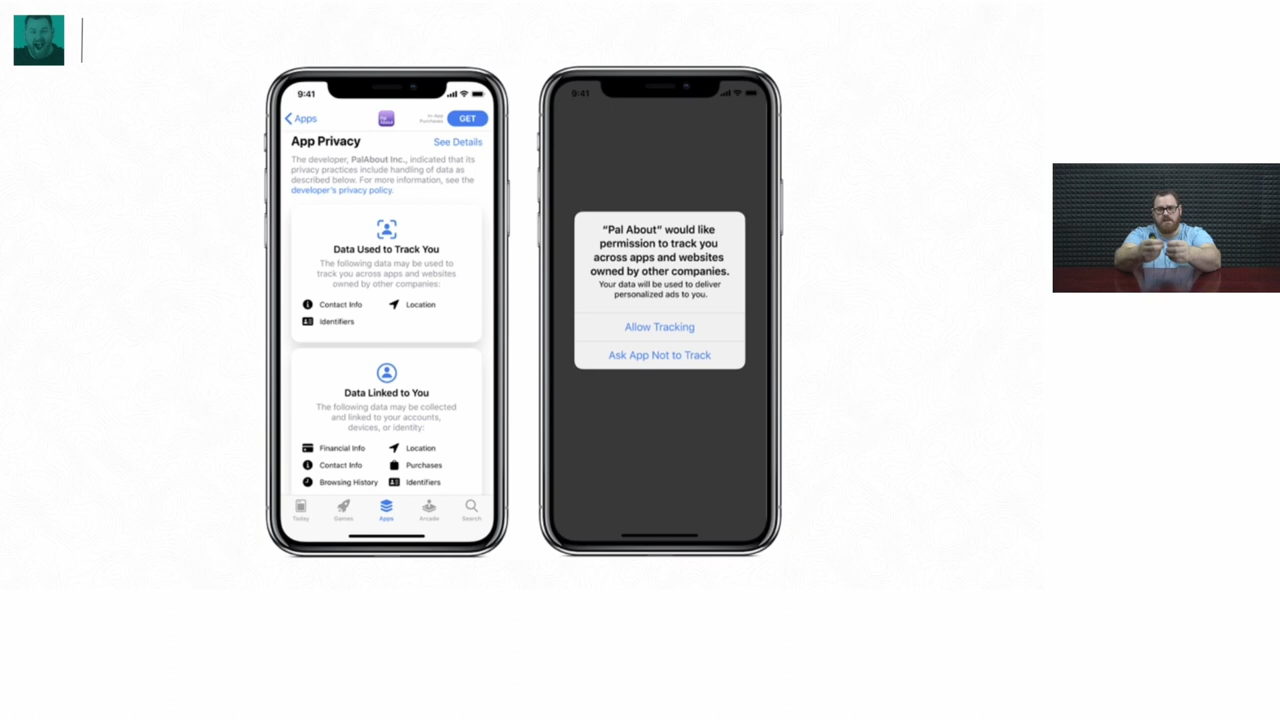 9:41
Apps
In-App
Purchases
GET
App Privacy
See Details
The developer, PalAbout Inc., indicated that its
privacy practices include handling of data as
described below. For more information, see the
developer's privacy policy.
Data Used to Track You
The following data may be used to
track you across apps and websites
owned by other companies:
Contact Info
Location
Identifiers
Data Linked to You
The following data may be collected
and linked to your accounts,
devices, or identity:
Financial Info
Location
Contact Info
Purchases
Browsing History
Identifiers
Today
Games
Apps
Arcade
Search
9:41
“Pal About” would like
permission to track you
across apps and websites
owned by other companies.
Your data will be used to deliver
personalized ads to you.
Allow Tracking
Ask App Not to Track